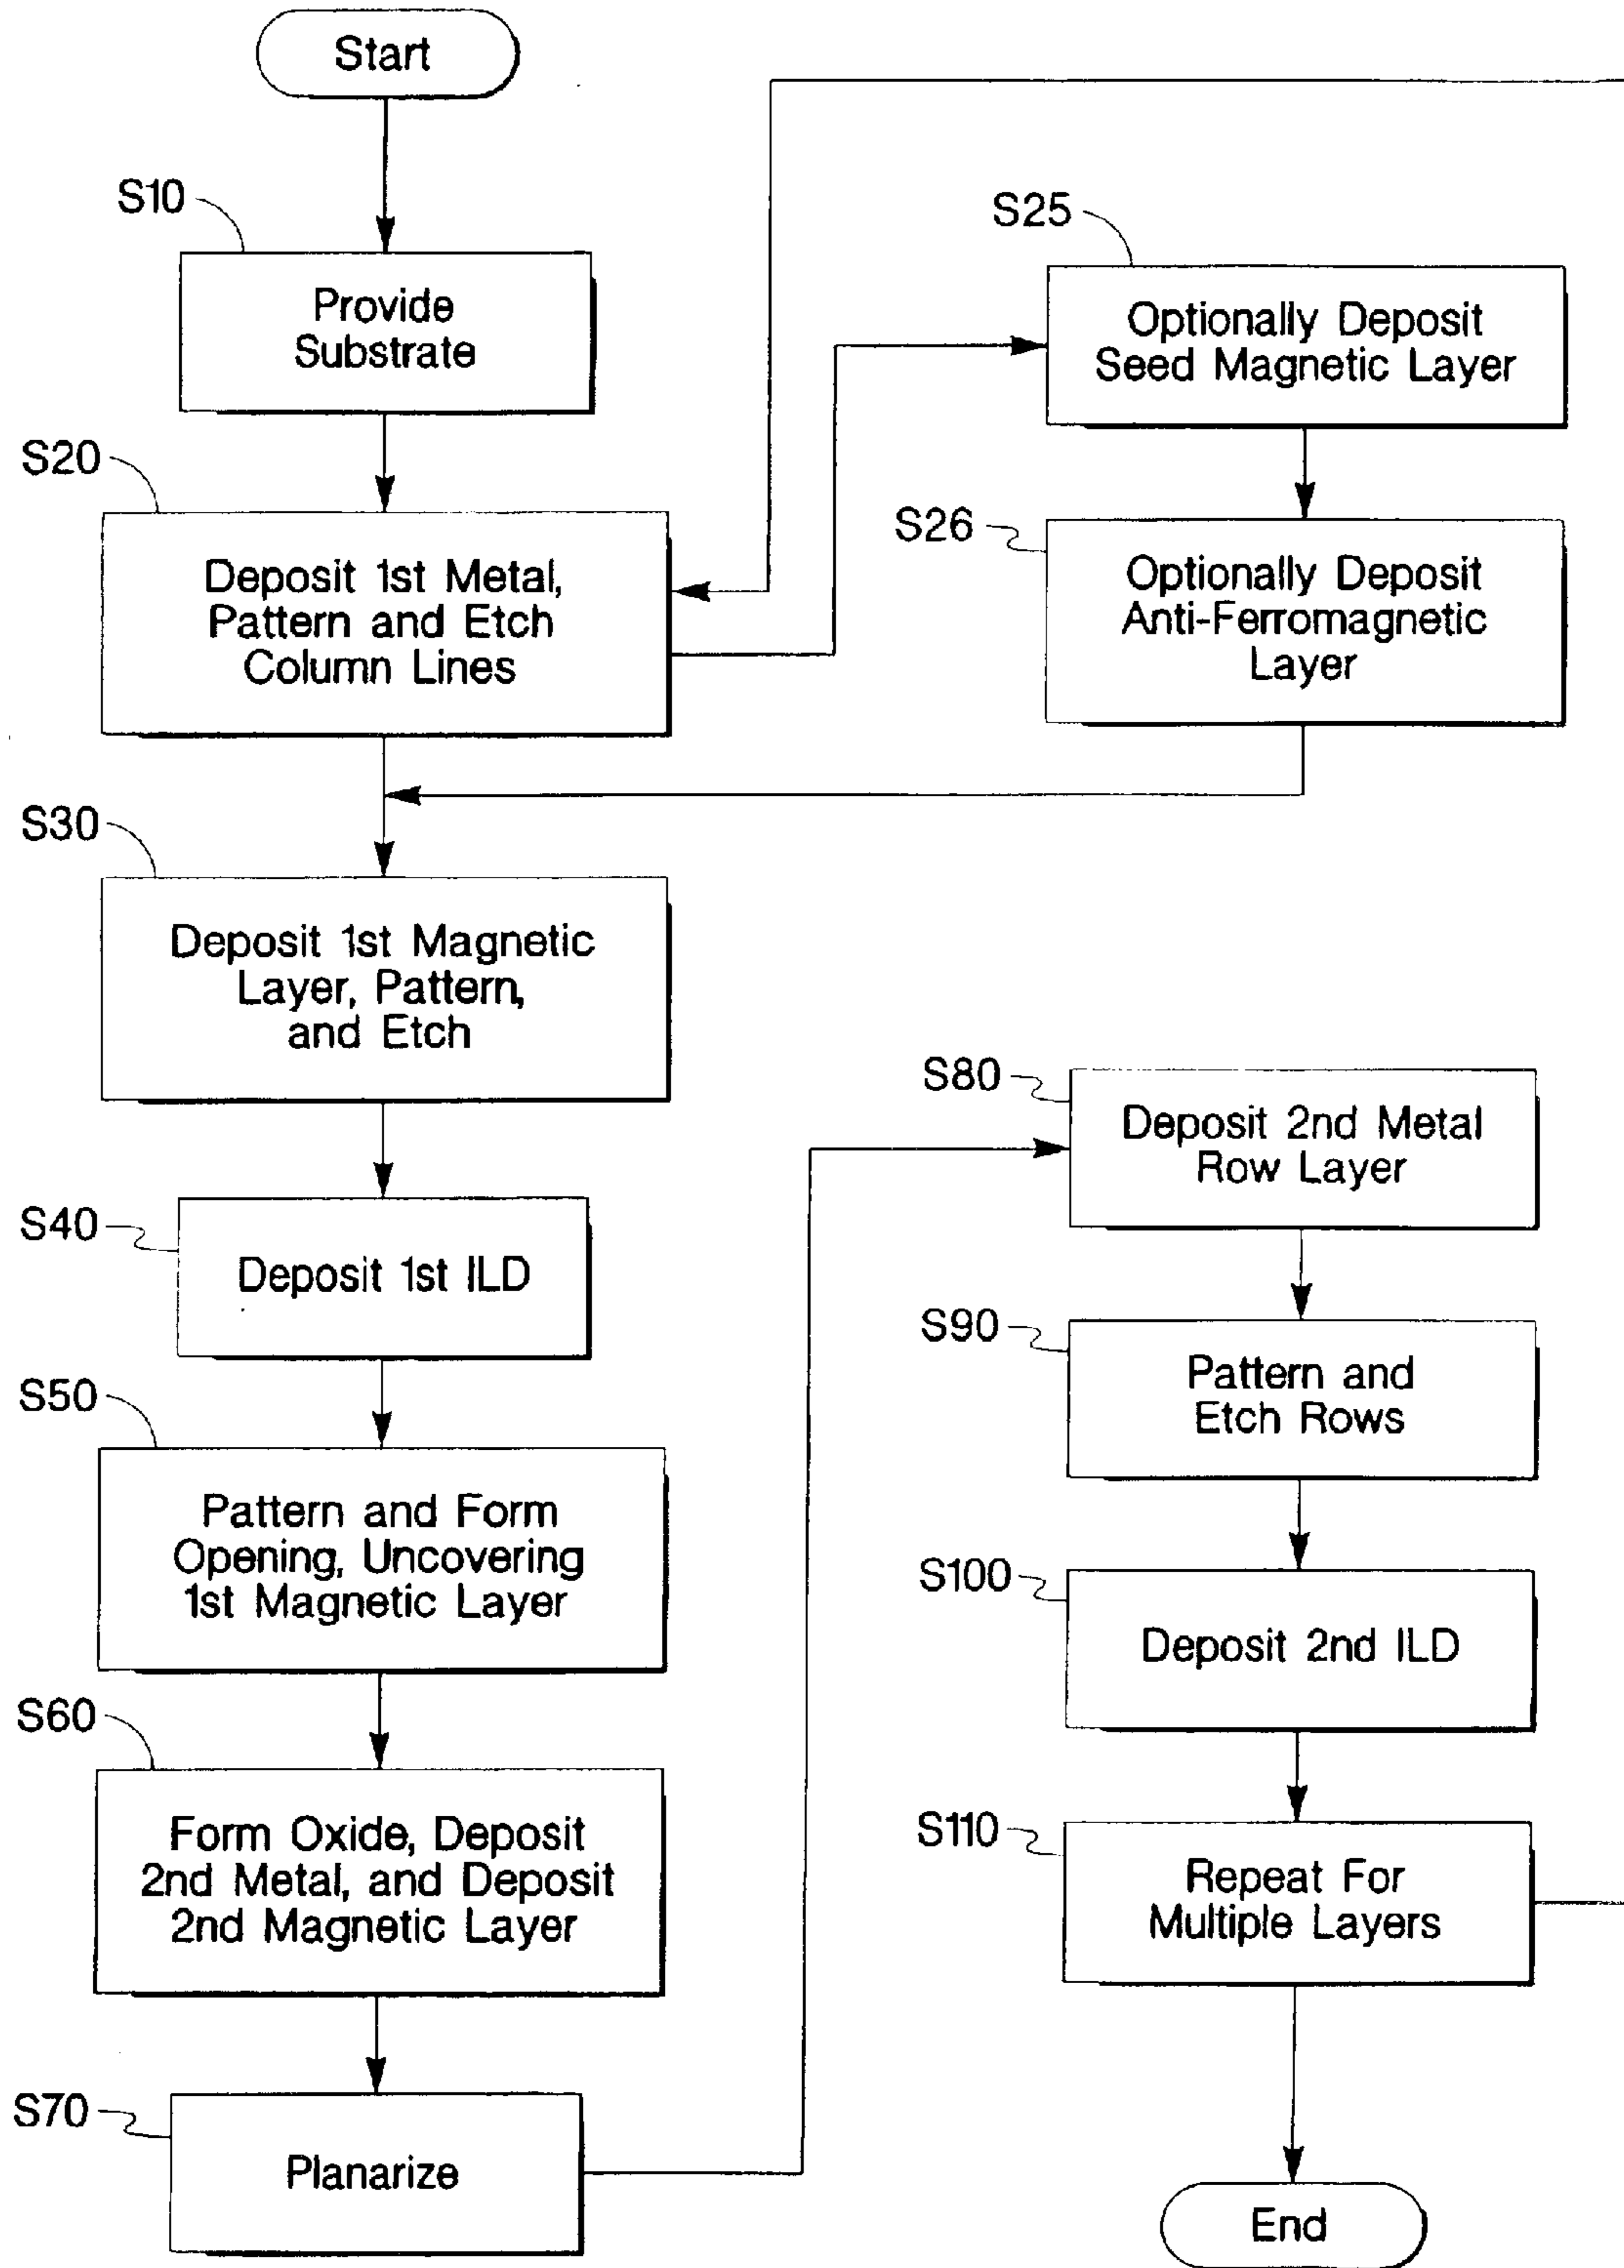 Start
S10
Provide
Substrate
S20
Deposit 1st Metal,
Pattern and Etch
Column Lines
S25
Optionally Deposit
Seed Magnetic Layer
S26
Optionally Deposit
Anti-Ferromagnetic
Layer
S30
Deposit 1st Magnetic
Layer, Pattern,
and Etch
S40
Deposit 1st ILD
S50
Pattern and Form
Opening, Uncovering
1st Magnetic Layer
S60
Form Oxide, Deposit
2nd Metal, and Deposit
2nd Magnetic Layer
S70
Planarize
S80
Deposit 2nd Metal
Row Layer
S90
Pattern and
Etch Rows
S100
Deposit 2nd ILD
S110
Repeat For
Multiple Layers
End